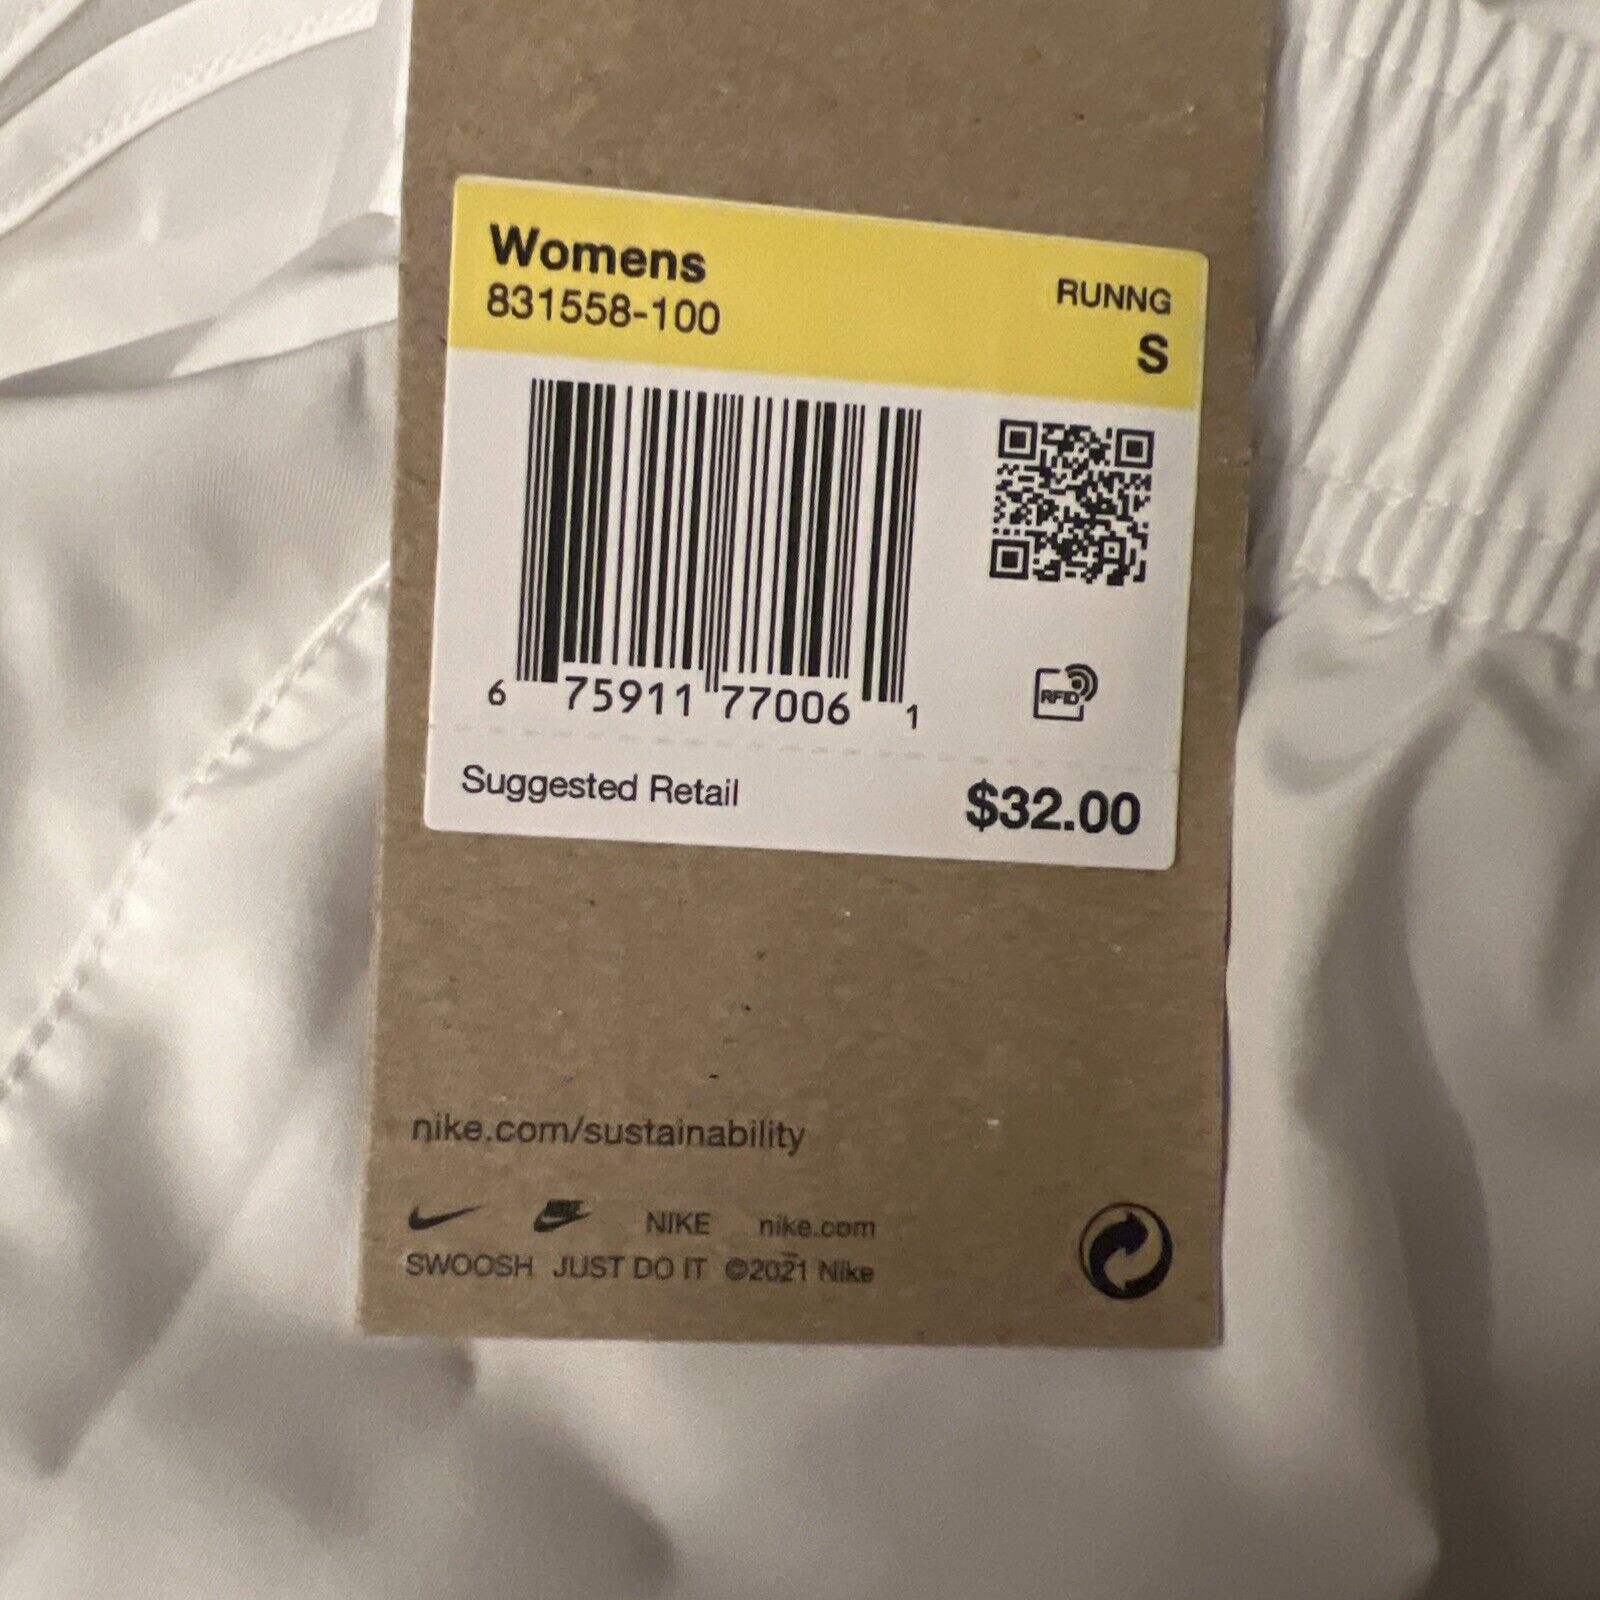 Womens
831558-100
RUNNG
S
6 75911 77006 1
RFID
Suggested Retail $32.00
nike.com/sustainability
NIKE nike.com
SWOOSH JUST DO IT ©2021 Nike